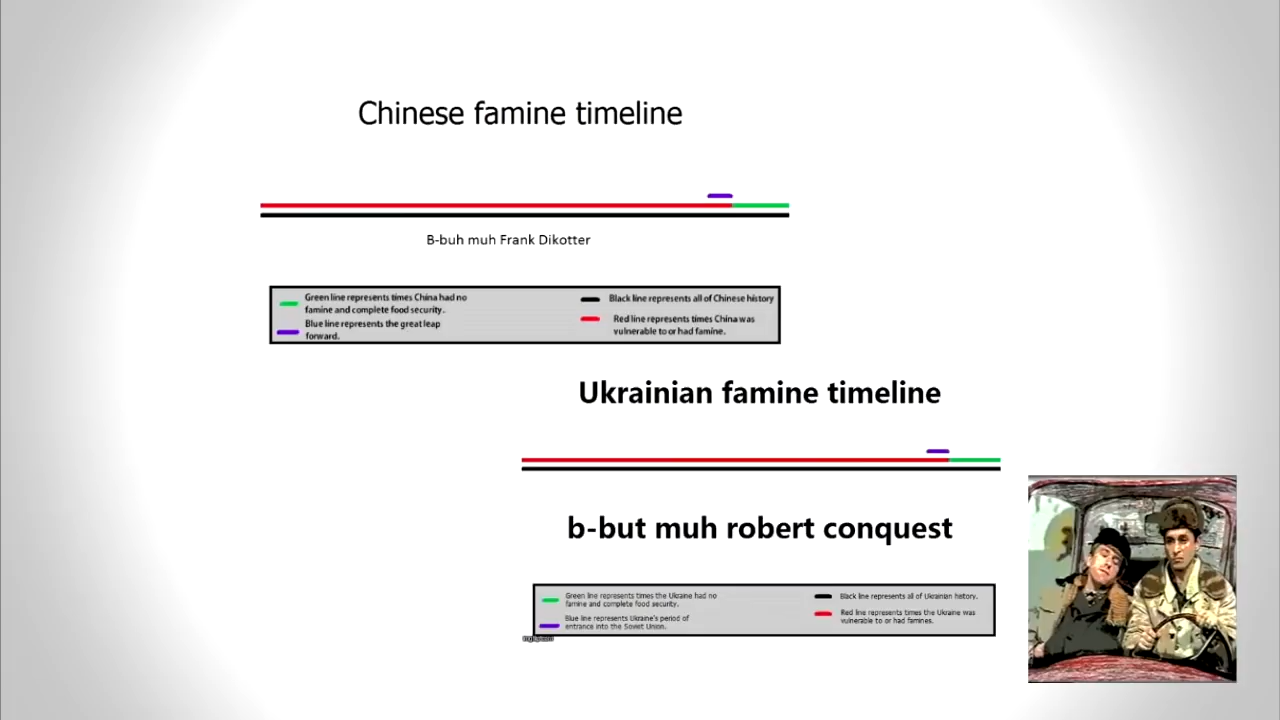 Chinese famine timeline
B-buh muh Frank Dikotter
Green line represents times China had no
famine and complete food security.
Blue line represents the great leap
forward.
Black line represents all of Chinese history
Red line represents times China was
vulnerable to or had famine.
Ukrainian famine timeline
b-but muh robert conquest
Green line represents times the Ukraine had no
famine and complete food security.
Blue line represents Ukraine's period of
entrance into the Soviet Union.
Black line represents all of Ukrainian history.
Red line represents times the Ukraine was
vulnerable to or had famines.